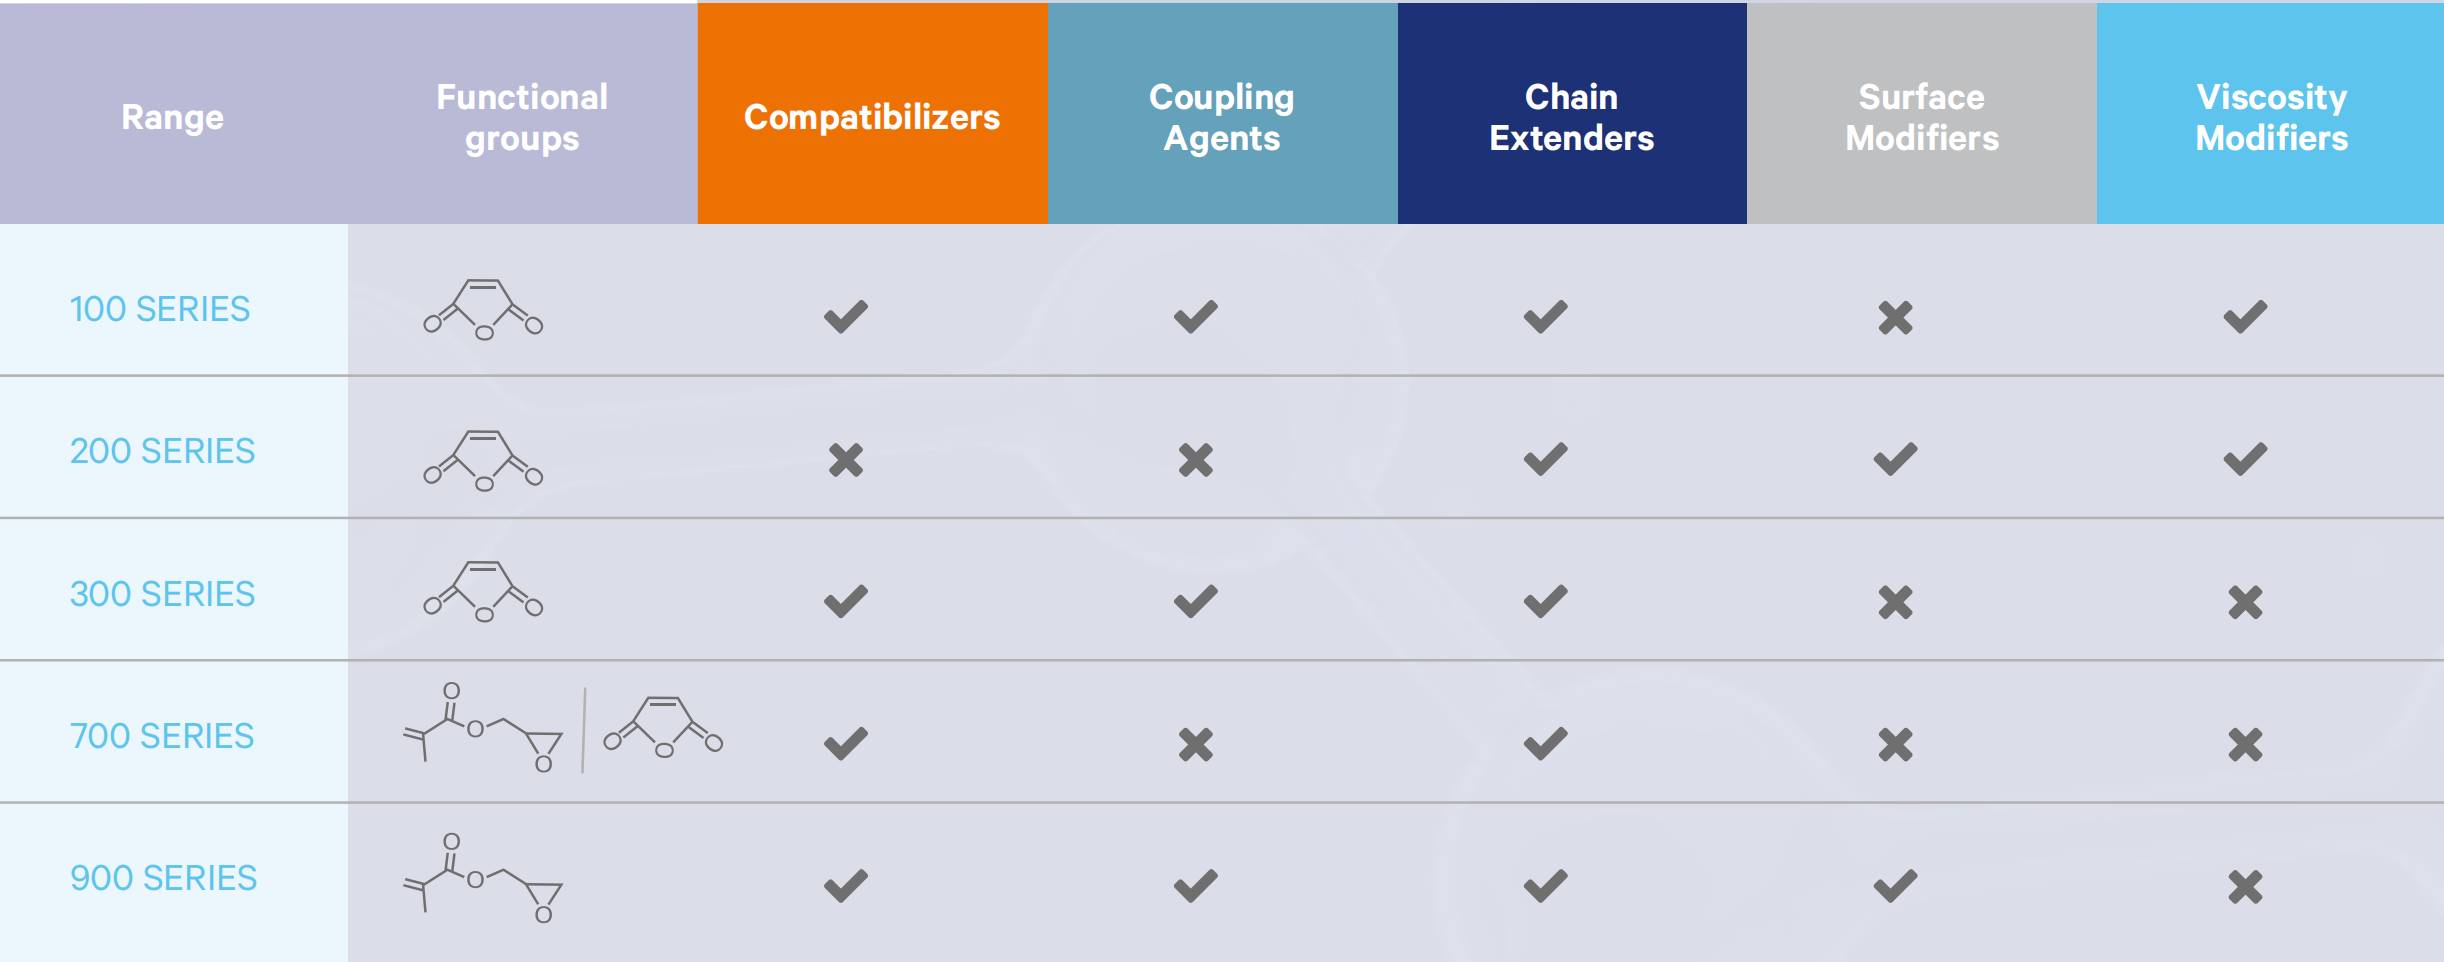 Range
Functional
groups
Compatibilizers
Coupling
Agents
Chain
Extenders
Surface
Modifiers
Viscosity
Modifiers
100 SERIES
O
O
O
200 SERIES
O
O
O
300 SERIES
O
O
O
700 SERIES
O
O
O
O
O
O
900 SERIES
O
O
O